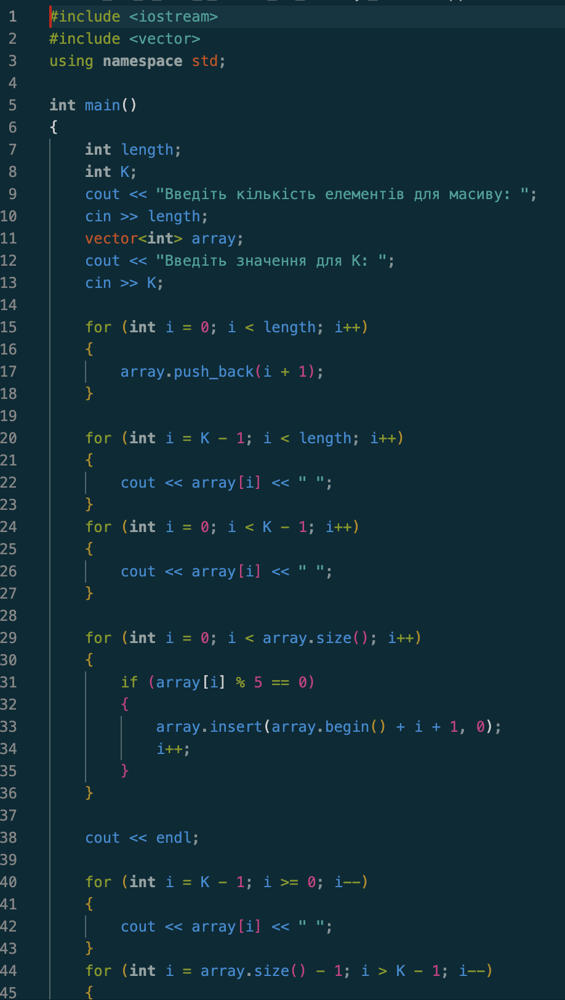 1 #include <iostream>
2 #include <vector>
3 using namespace std;
4
5 int main()
6 {
7     int length;
8     int K;
9     cout << "Введіть кількість елементів для масиву: ";
10     cin >> length;
11     vector<int> array;
12     cout << "Введіть значення для K: ";
13     cin >> K;
14
15     for (int i = 0; i < length; i++)
16     {
17         array.push_back(i + 1);
18     }
19
20     for (int i = K - 1; i < length; i++)
21     {
22         cout << array[i] << " ";
23     }
24     for (int i = 0; i < K - 1; i++)
25     {
26         cout << array[i] << " ";
27     }
28
29     for (int i = 0; i < array.size(); i++)
30     {
31         if (array[i] % 5 == 0)
32         {
33             array.insert(array.begin() + i + 1, 0);
34             i++;
35         }
36     }
37
38     cout << endl;
39
40     for (int i = K - 1; i >= 0; i--)
41     {
42         cout << array[i] << " ";
43     }
44     for (int i = array.size() - 1; i > K - 1; i--)
45     {